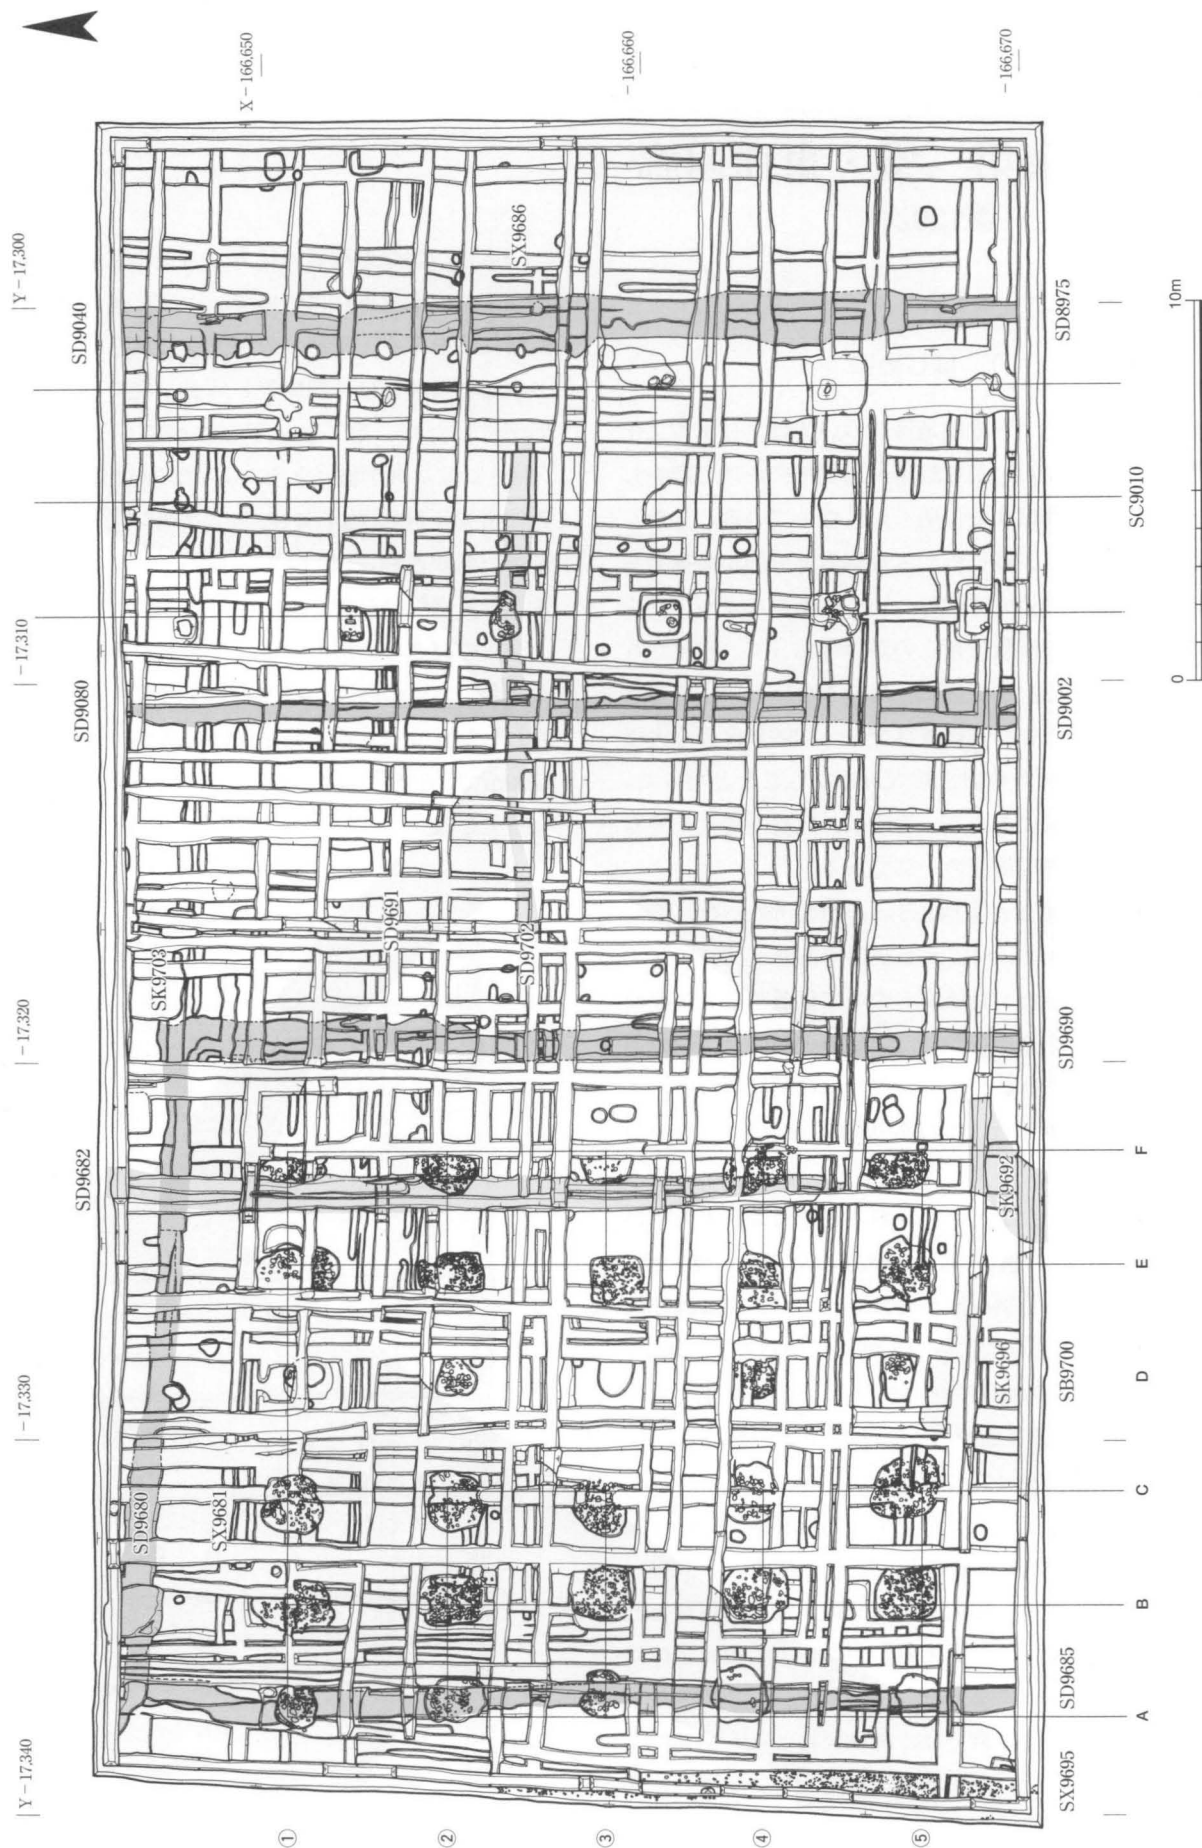 X-166,650
-166,660
-166,670
Y-17,300
SD9040
SX9686
SD8975
10m
SC9010
-17,310
SD9080
SD9002
0
SD9691
SD9702
SK9703
-17,320
SD9690
SD9682
F
SK9692
E
-17,330
SK9696
SB9700
D
SD9680
SX9681
C
B
SD9685
A
Y-17,340
SX9695
①
②
③
④
⑤